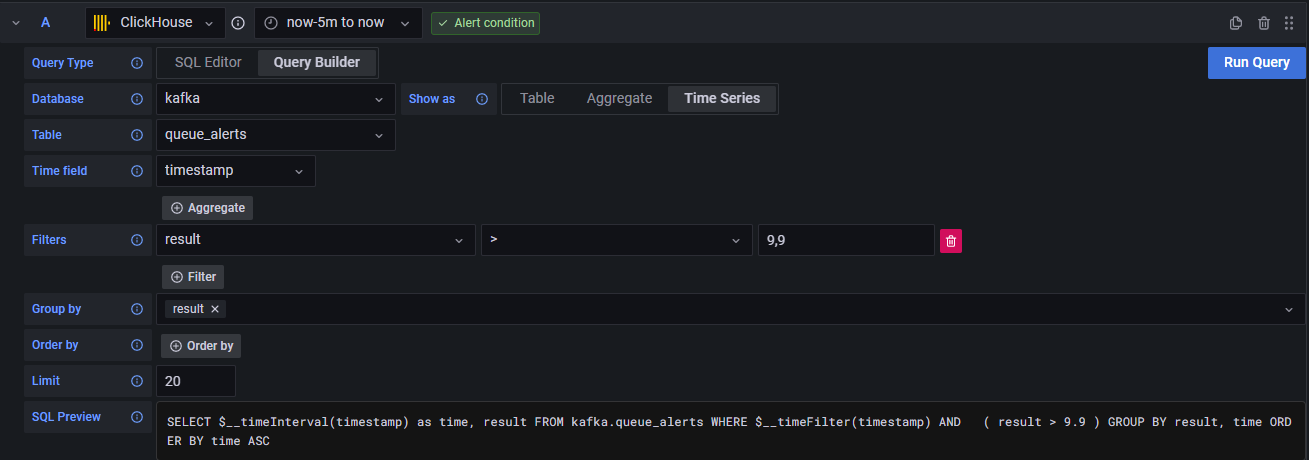 A ClickHouse now-5m to now Alert condition
Query Type SQL Editor Query Builder Run Query
Database kafka Show as Table Aggregate Time Series
Table queue_alerts
Time field timestamp
Aggregate
Filters result > 9,9
Filter
Group by result
Order by Order by
Limit 20
SQL Preview SELECT $__timeInterval(timestamp) as time, result FROM kafka.queue_alerts WHERE $__timeFilter(timestamp) AND   ( result > 9.9 ) GROUP BY result, time ORD
ER BY time ASC